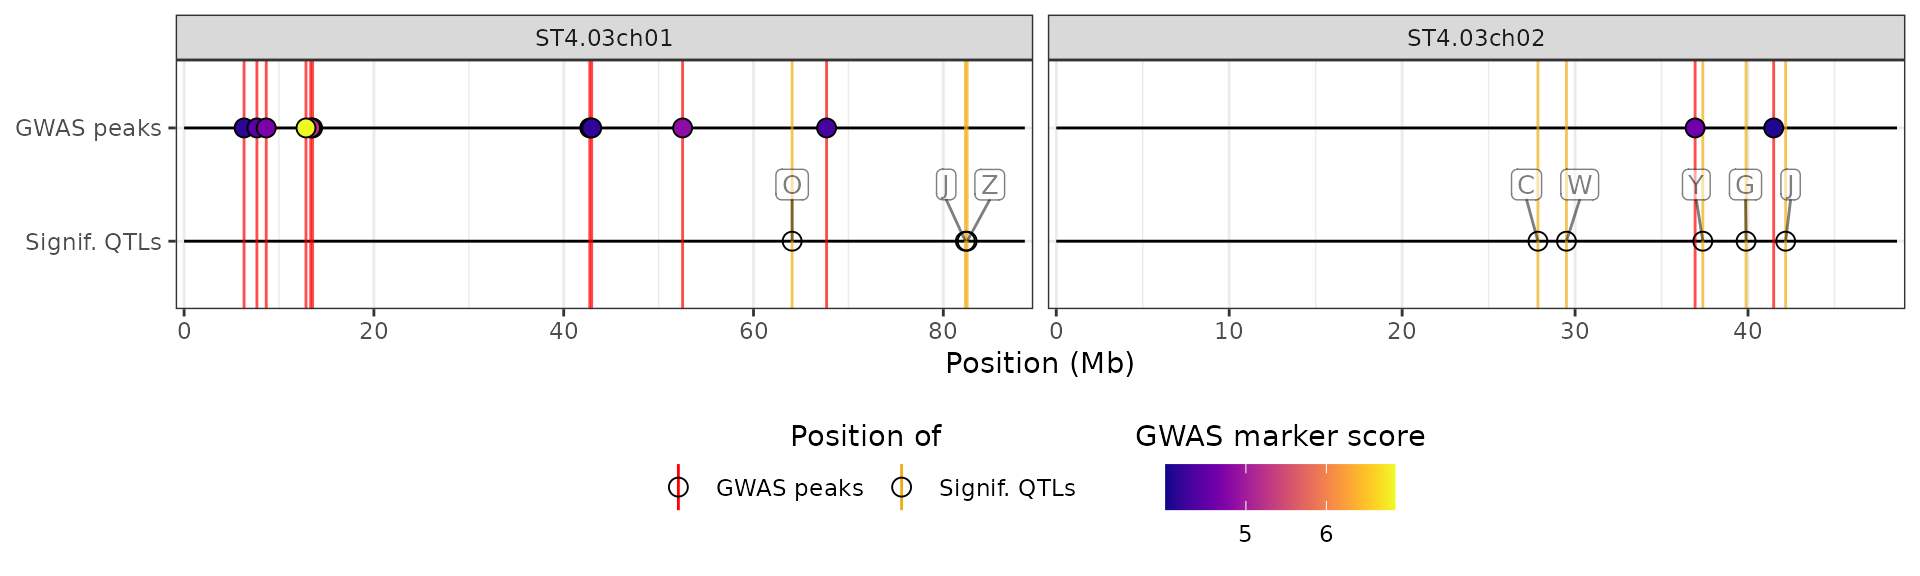 ST4.03ch01 ST4.03ch02
GWAS peaks
O J Z C W Y G J
Signif. QTLs
0 20 40 60 80 0 10 20 30 40
Position (Mb)
Position of GWAS marker score
GWAS peaks Signif. QTLs
5 6